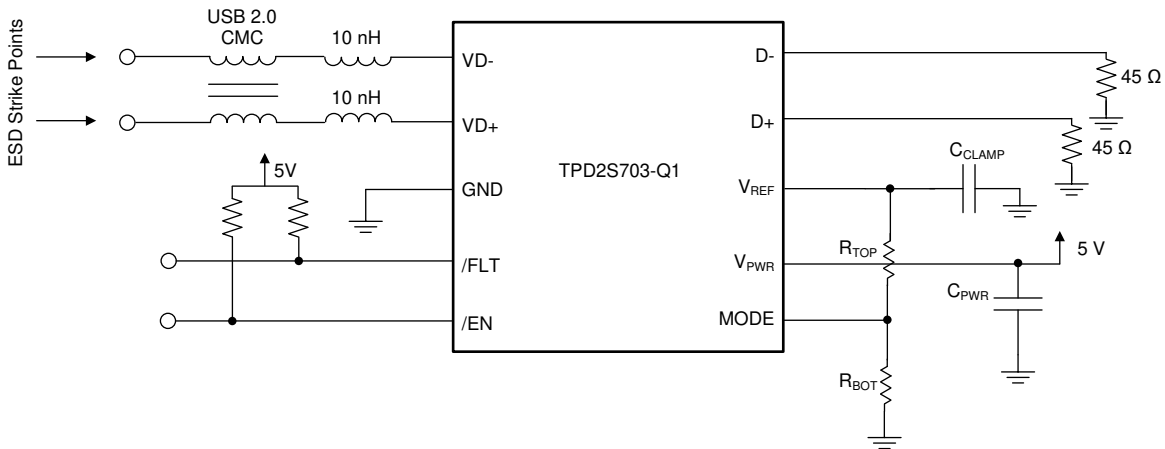 ESD Strike Points
USB 2.0
CMC
10 nH
10 nH
5V
VD-
VD+
GND
/FLT
/EN
TPD2S703-Q1
D-
D+
VREF
VPWR
MODE
45 Ω
45 Ω
CCLAMP
RTOP
5 V
CPWR
RBOT